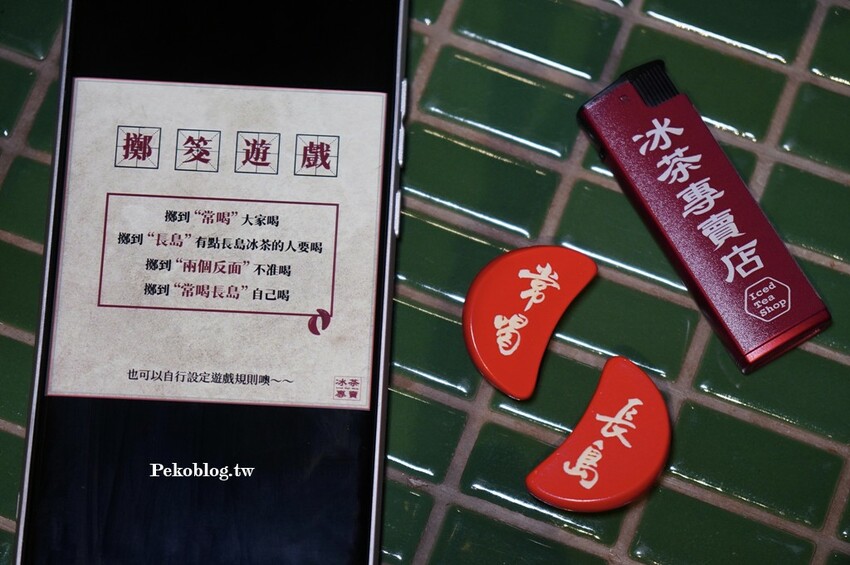 擲筊遊戲
擲到“常喝”大家喝
擲到“長島”有點長島冰茶的人要喝
擲到“兩個反面”不准喝
擲到“常喝長島”自己喝
也可以自行設定遊戲規則噢～～
冰茶
專賣
Pekoblog.tw
常喝
長島
冰茶專賣店
Iced
Tea
Shop